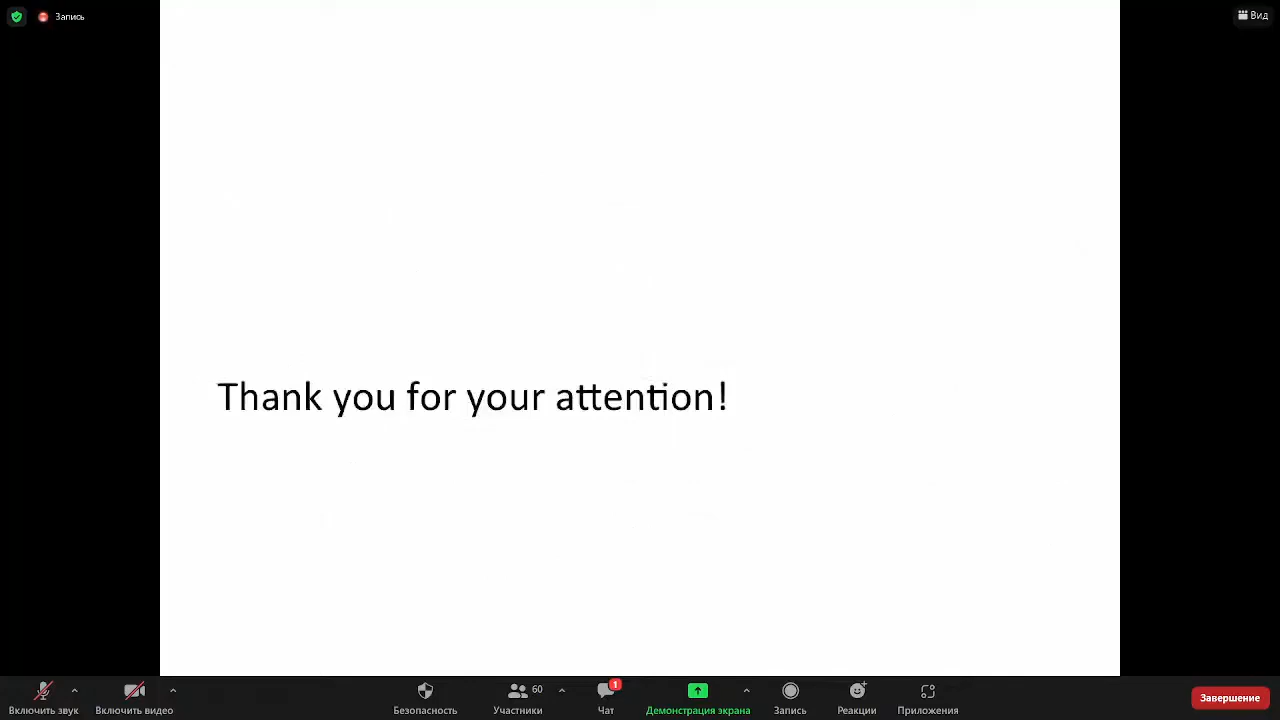 Запись
Вид
Thank you for your attention!
60
1
Включить звук
Включить видео
Безопасность
Участники
Чат
Демонстрация экрана
Запись
Реакции
Приложения
Завершение